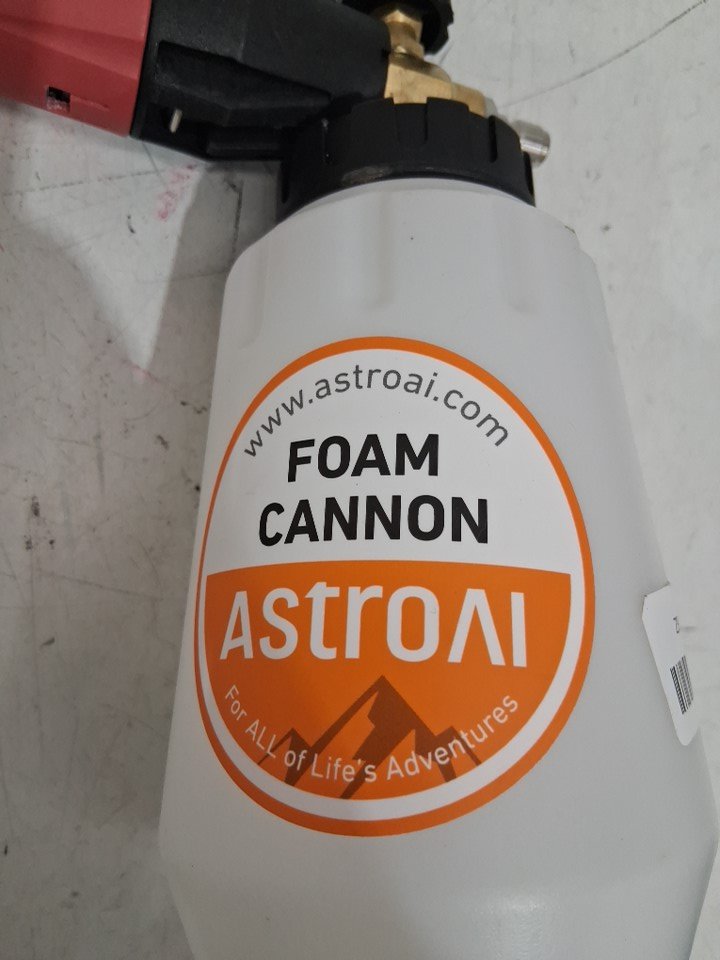 www.astroai.com
FOAM
CANNON
AstroAI
For ALL of Life's Adventures